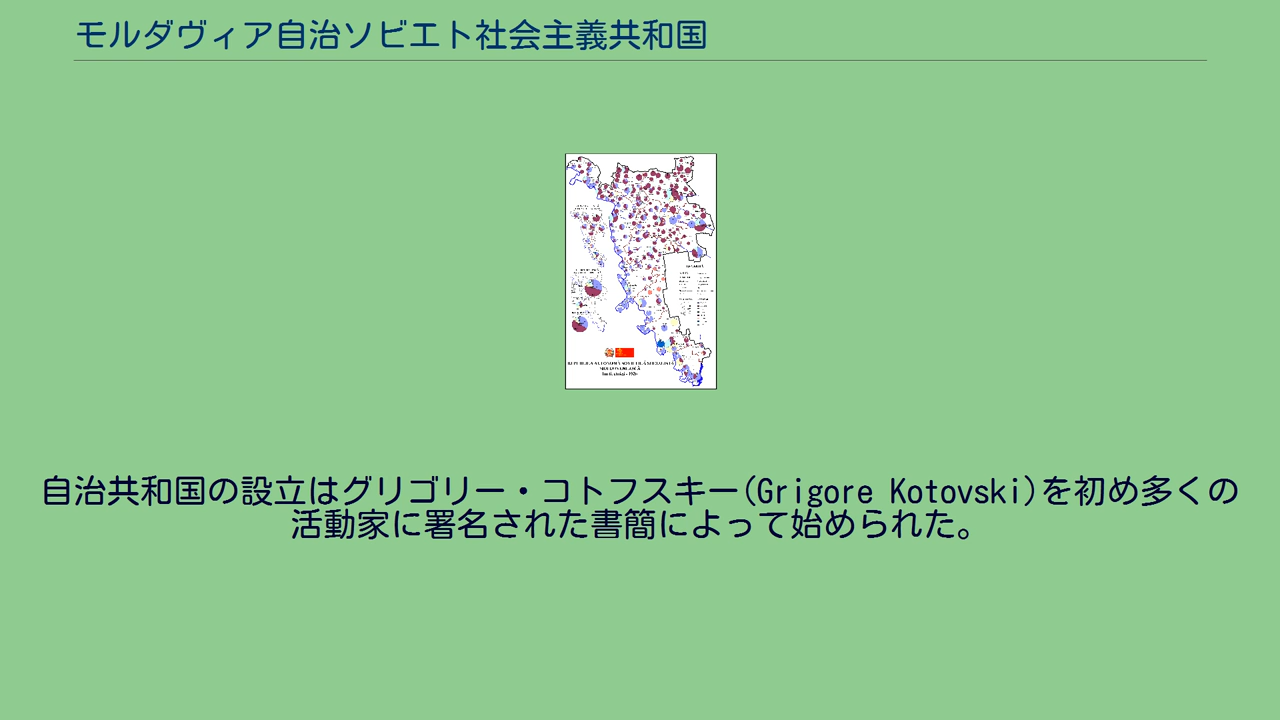 モルダヴィア自治ソビエト社会主義共和国
自治共和国の設立はグリゴリー・コトフスキー(Grigore Kotovski)を初め多くの
活動家に署名された書簡によって始められた。